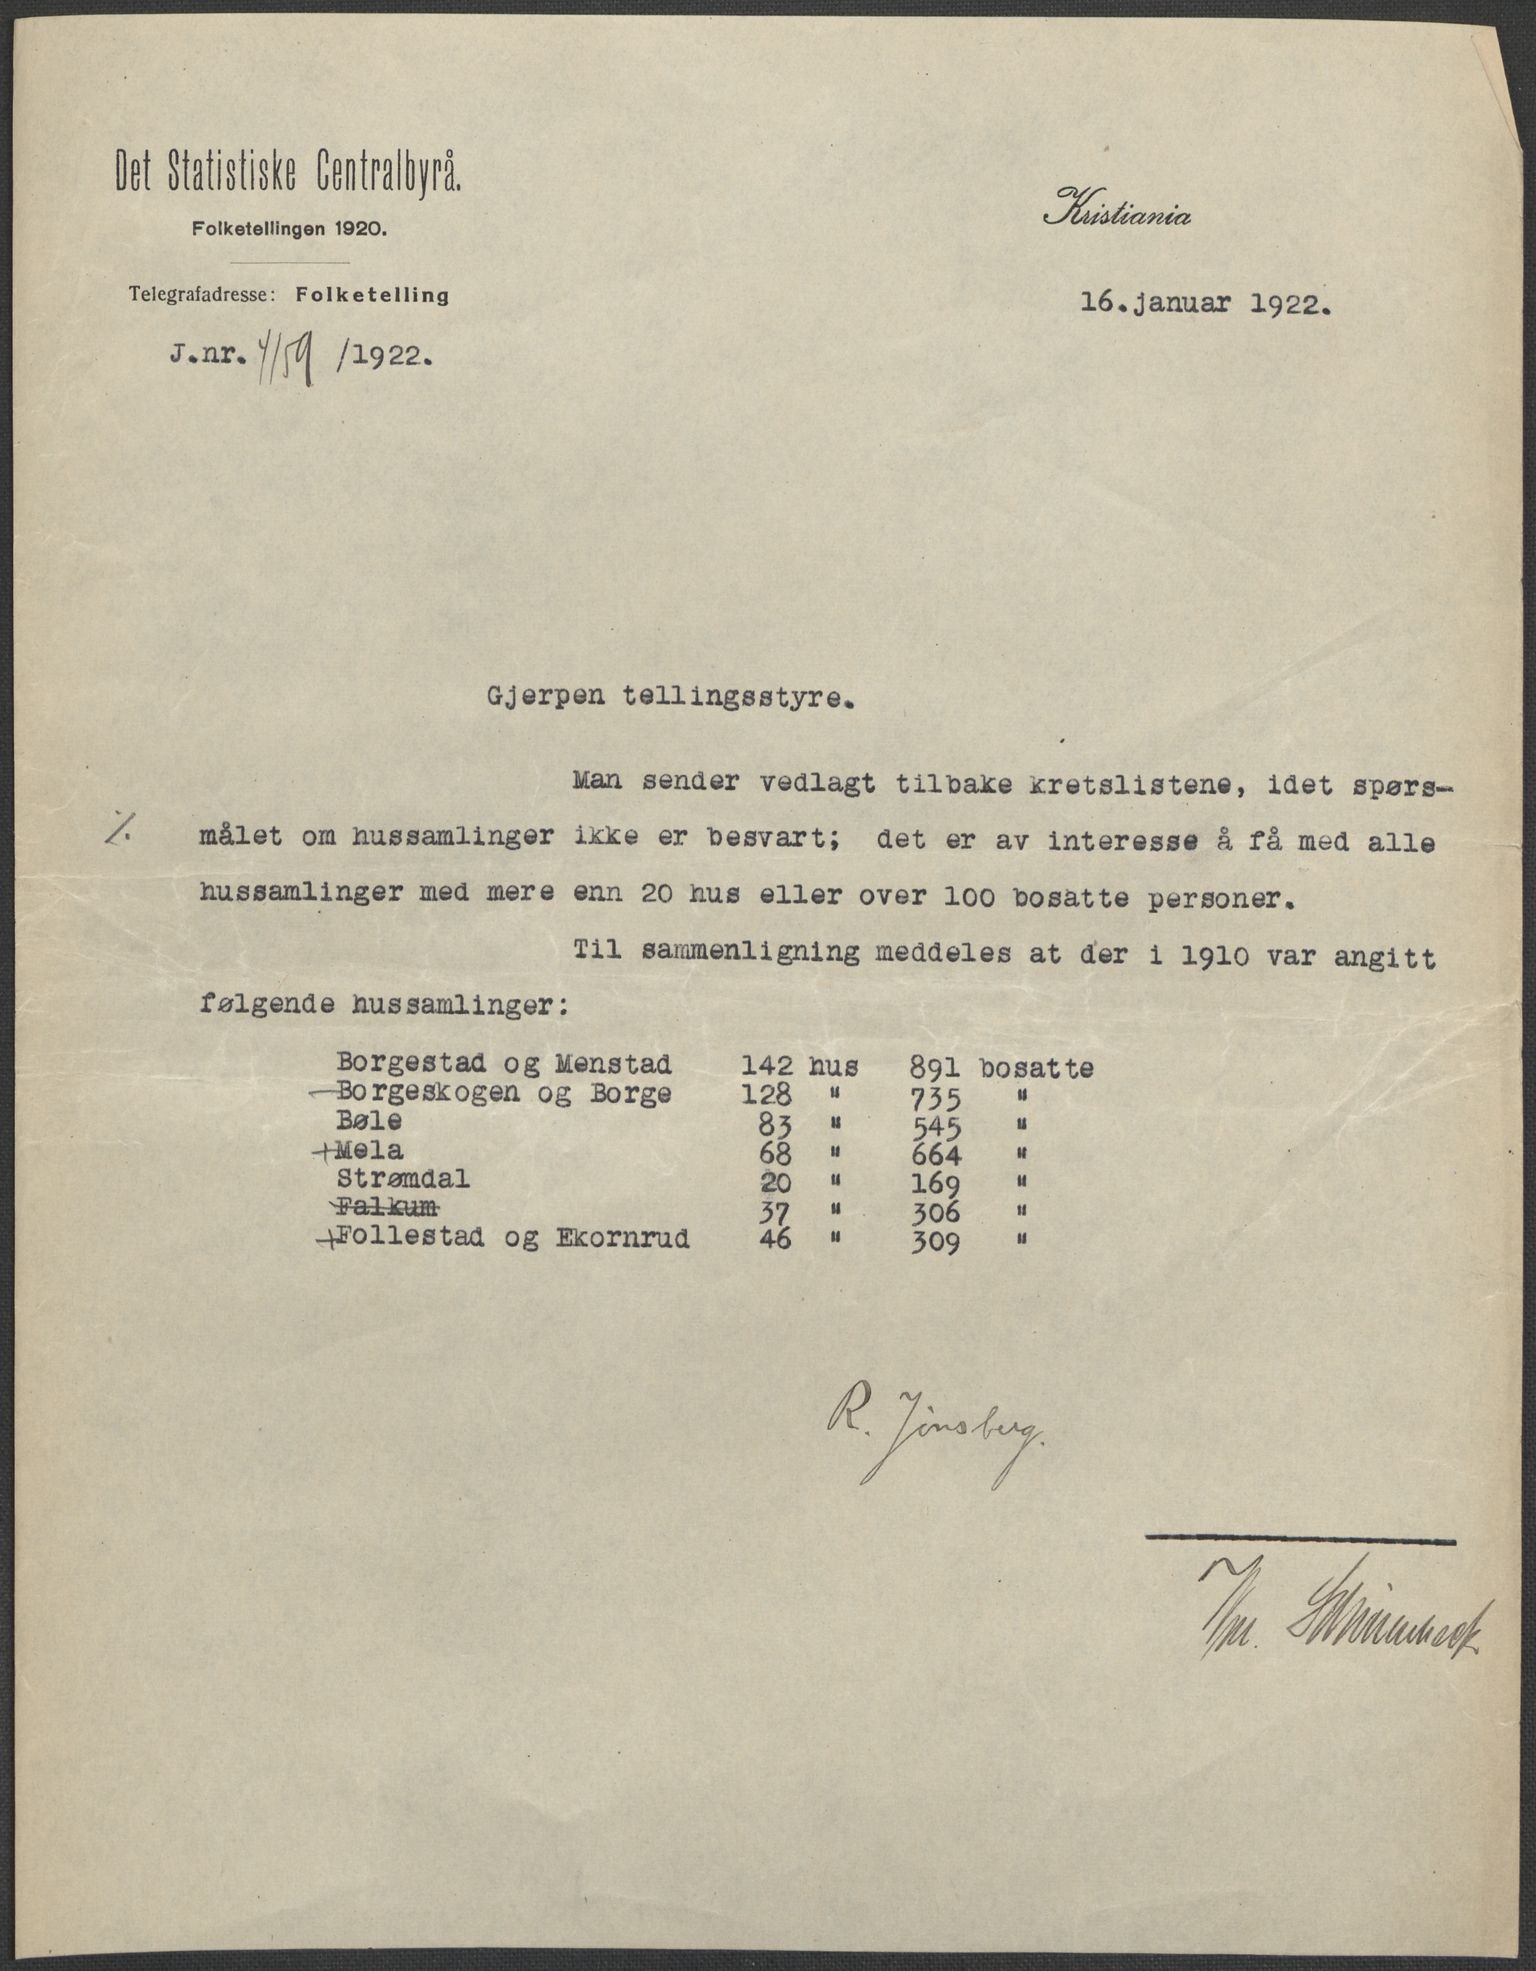 Det Statistiske Centralbyrå.
Folketellingen 1920.
Telegrafadresse: Folketelling
J.nr. 4/59 /1922.
Kristiania
16.januar 1922.
Gjerpen tellingsstyre.
Man sender vedlagt tilbake kretslistene, idet spørs-
./. målet om hussamlinger ikke er besvart; det er av interesse å få med alle
hussamlinger med mere enn 20 hus eller over 100 bosatte personer.
Til sammenligning meddeles at der i 1910 var angitt
følgende hussamlinger:
Borgestad og Menstad 142 hus 891 bosatte
Borgeskogen og Borge 128 " 735 "
Bøle 83 " 545 "
Mela 68 " 664 "
Strømdal 20 " 169 "
Falkum 37 " 306 "
Follestad og Ekornrud 46 " 309 "
R. Jønsberg.